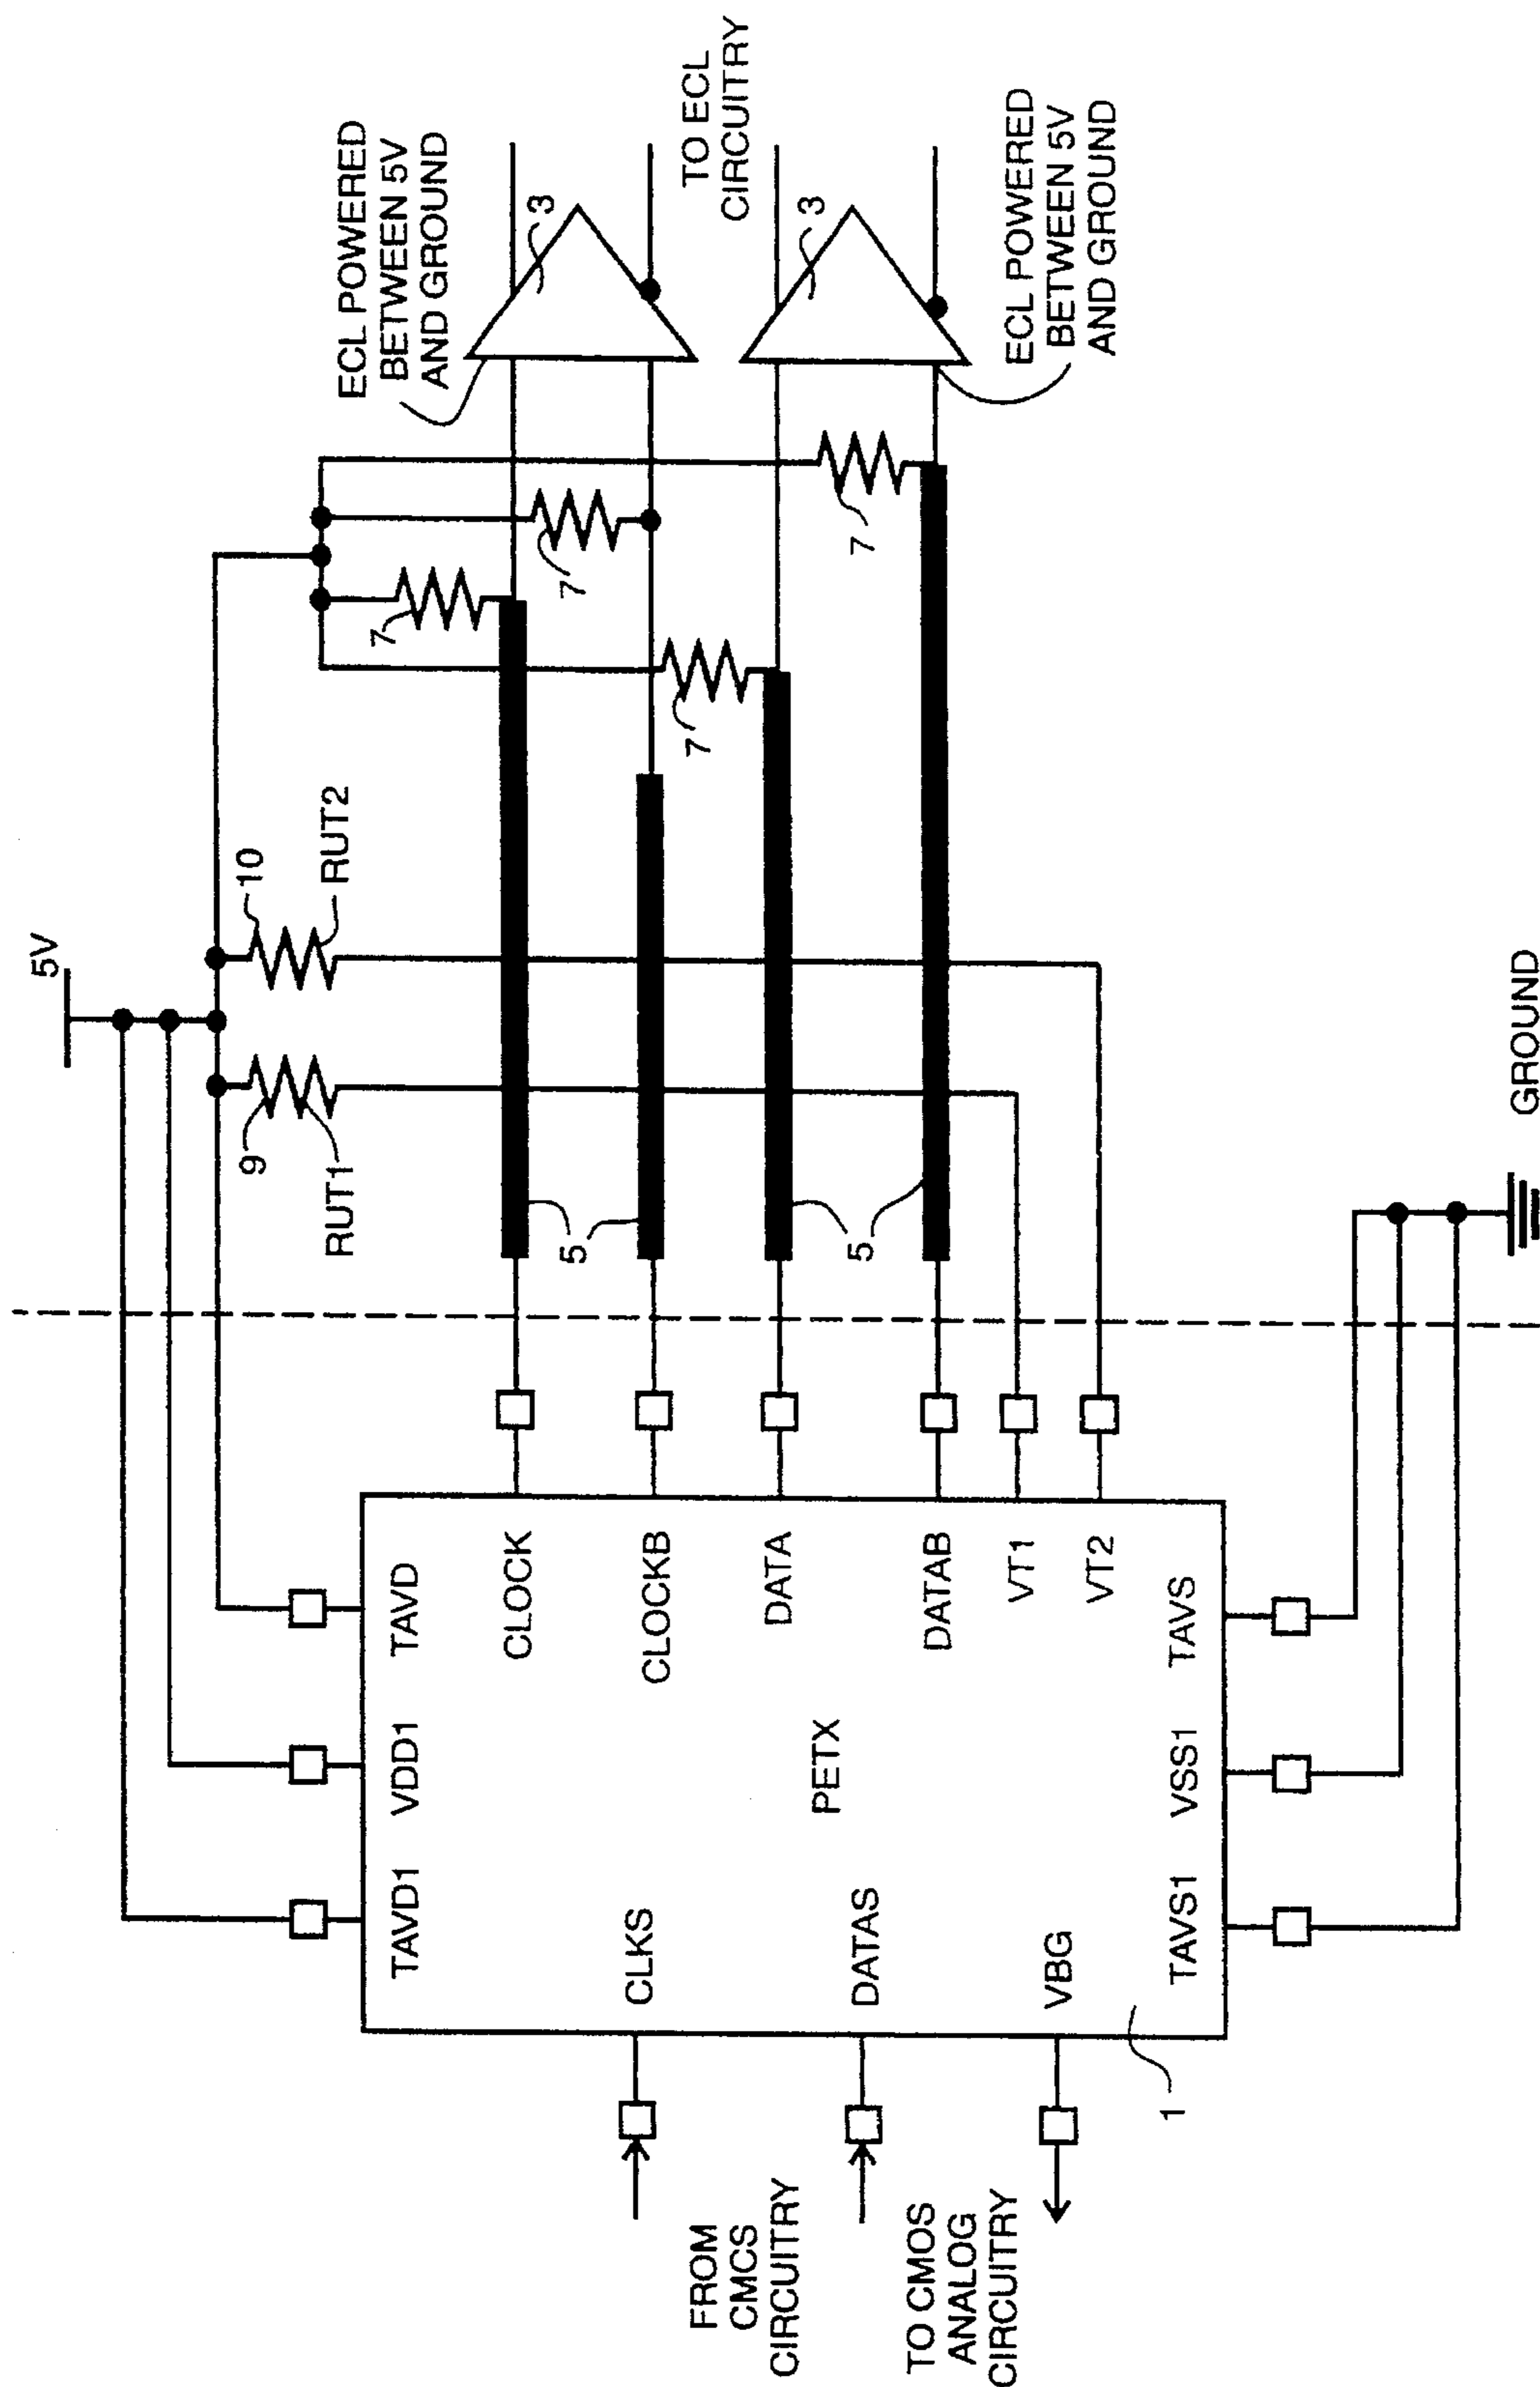 5V
ECL POWERED
BETWEEN 5V
AND GROUND
10
RUT2
9
RUT1
7
7
7
7
3
3
TO ECL
CIRCUITRY
ECL POWERED
BETWEEN 5V
AND GROUND
5
5
TAVD1
VDD1
TAVD
CLOCK
CLOCKB
DATA
DATAB
VT1
VT2
CLKS
DATAS
VBG
PETX
TAVS1
VSS1
TAVS
FROM
CMCS
CIRCUITRY
TO CMOS
ANALOG
CIRCUITRY
1
GROUND